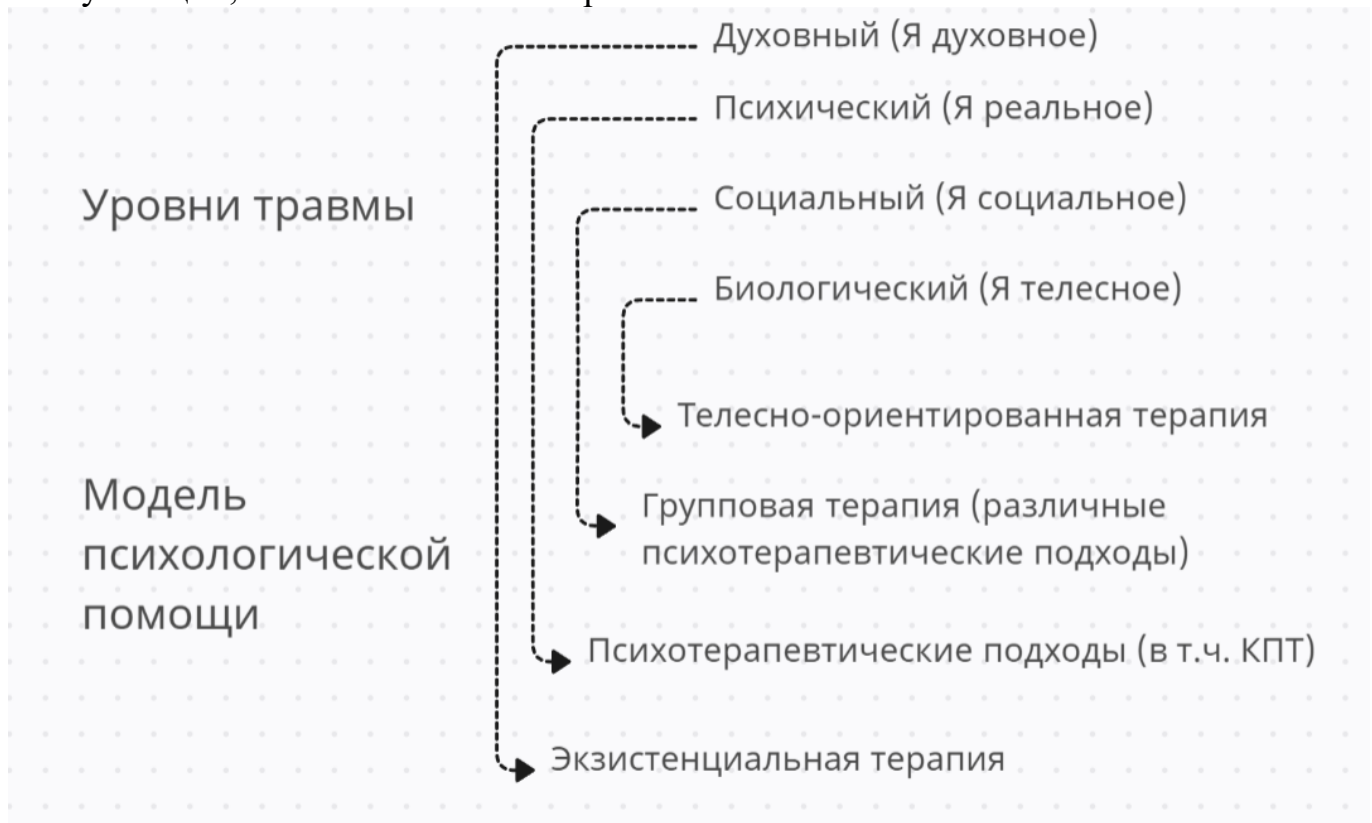 Духовный (Я духовное)
Психический (Я реальное)
Уровни травмы
Социальный (Я социальное)
Биологический (Я телесное)
Телесно-ориентированная терапия
Модель
психологической
помощи
Групповая терапия (различные
психотерапевтические подходы)
Психотерапевтические подходы (в т.ч. КПТ)
Экзистенциальная терапия